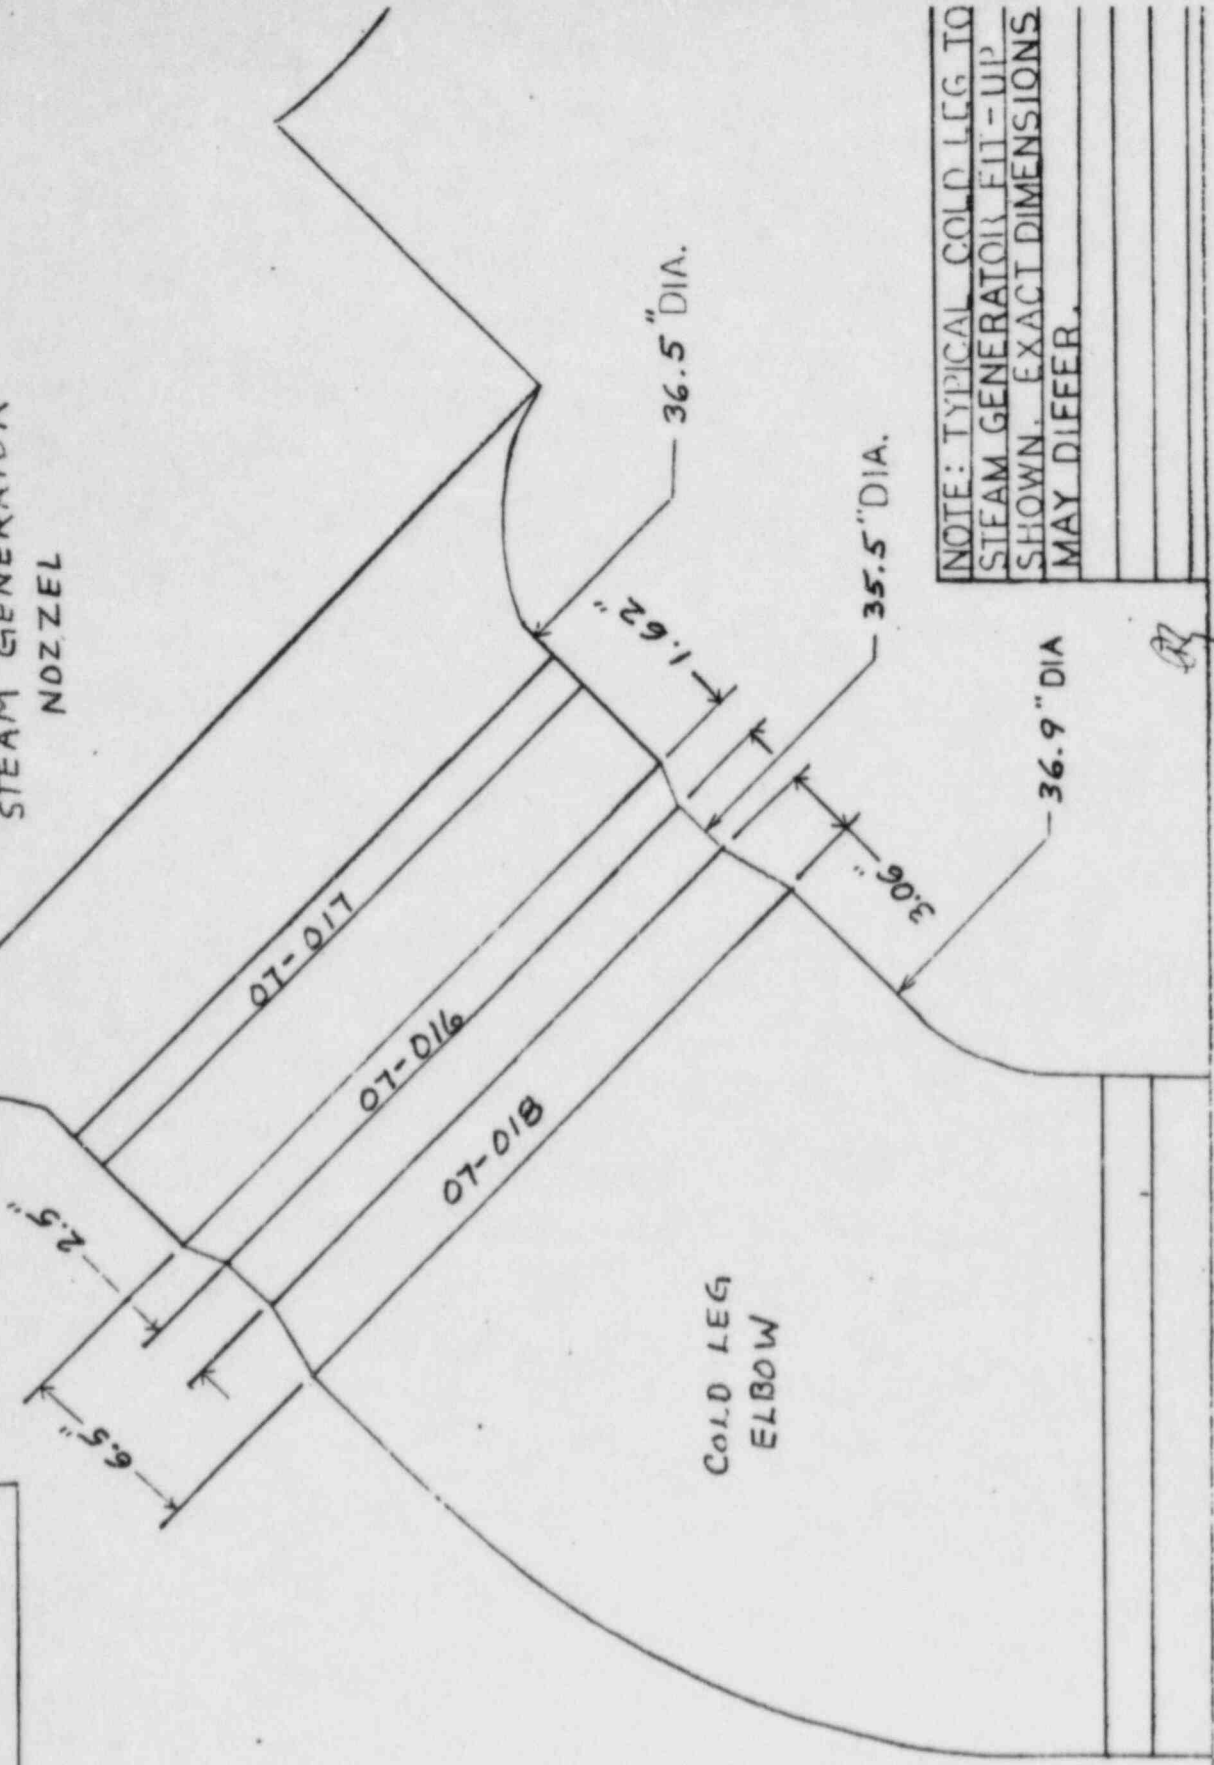 STEAM GENERATOR
NOZZEL
36.5" DIA.
1.62"
35.5" DIA.
36.9" DIA
3.06"
2.5"
6.5"
07-017
07-016
07-018
COLD LEG
ELBOW
NOTE: TYPICAL COLD LEG TO
STEAM GENERATOR FIT-UP
SHOWN. EXACT DIMENSIONS
MAY DIFFER.